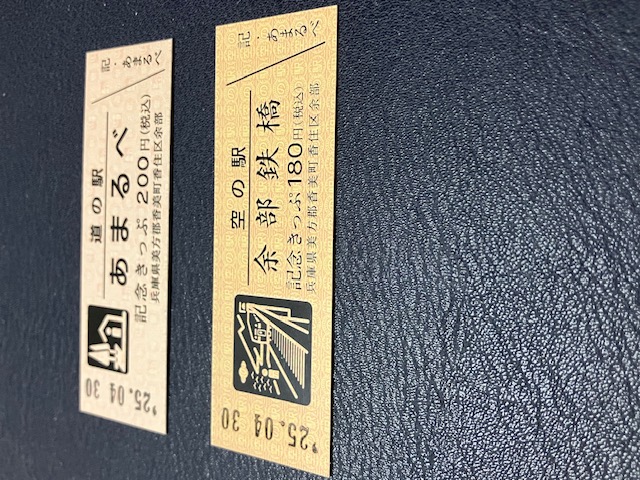 '25.04.30
道の駅
あまるべ
記念きっぷ 200円(税込)
兵庫県美方郡香美町香住区余部
記・あまるべ
'25.04.30
空の駅
余部鉄橋
記念きっぷ 180円(税込)
兵庫県美方郡香美町香住区余部
記・あまるべ